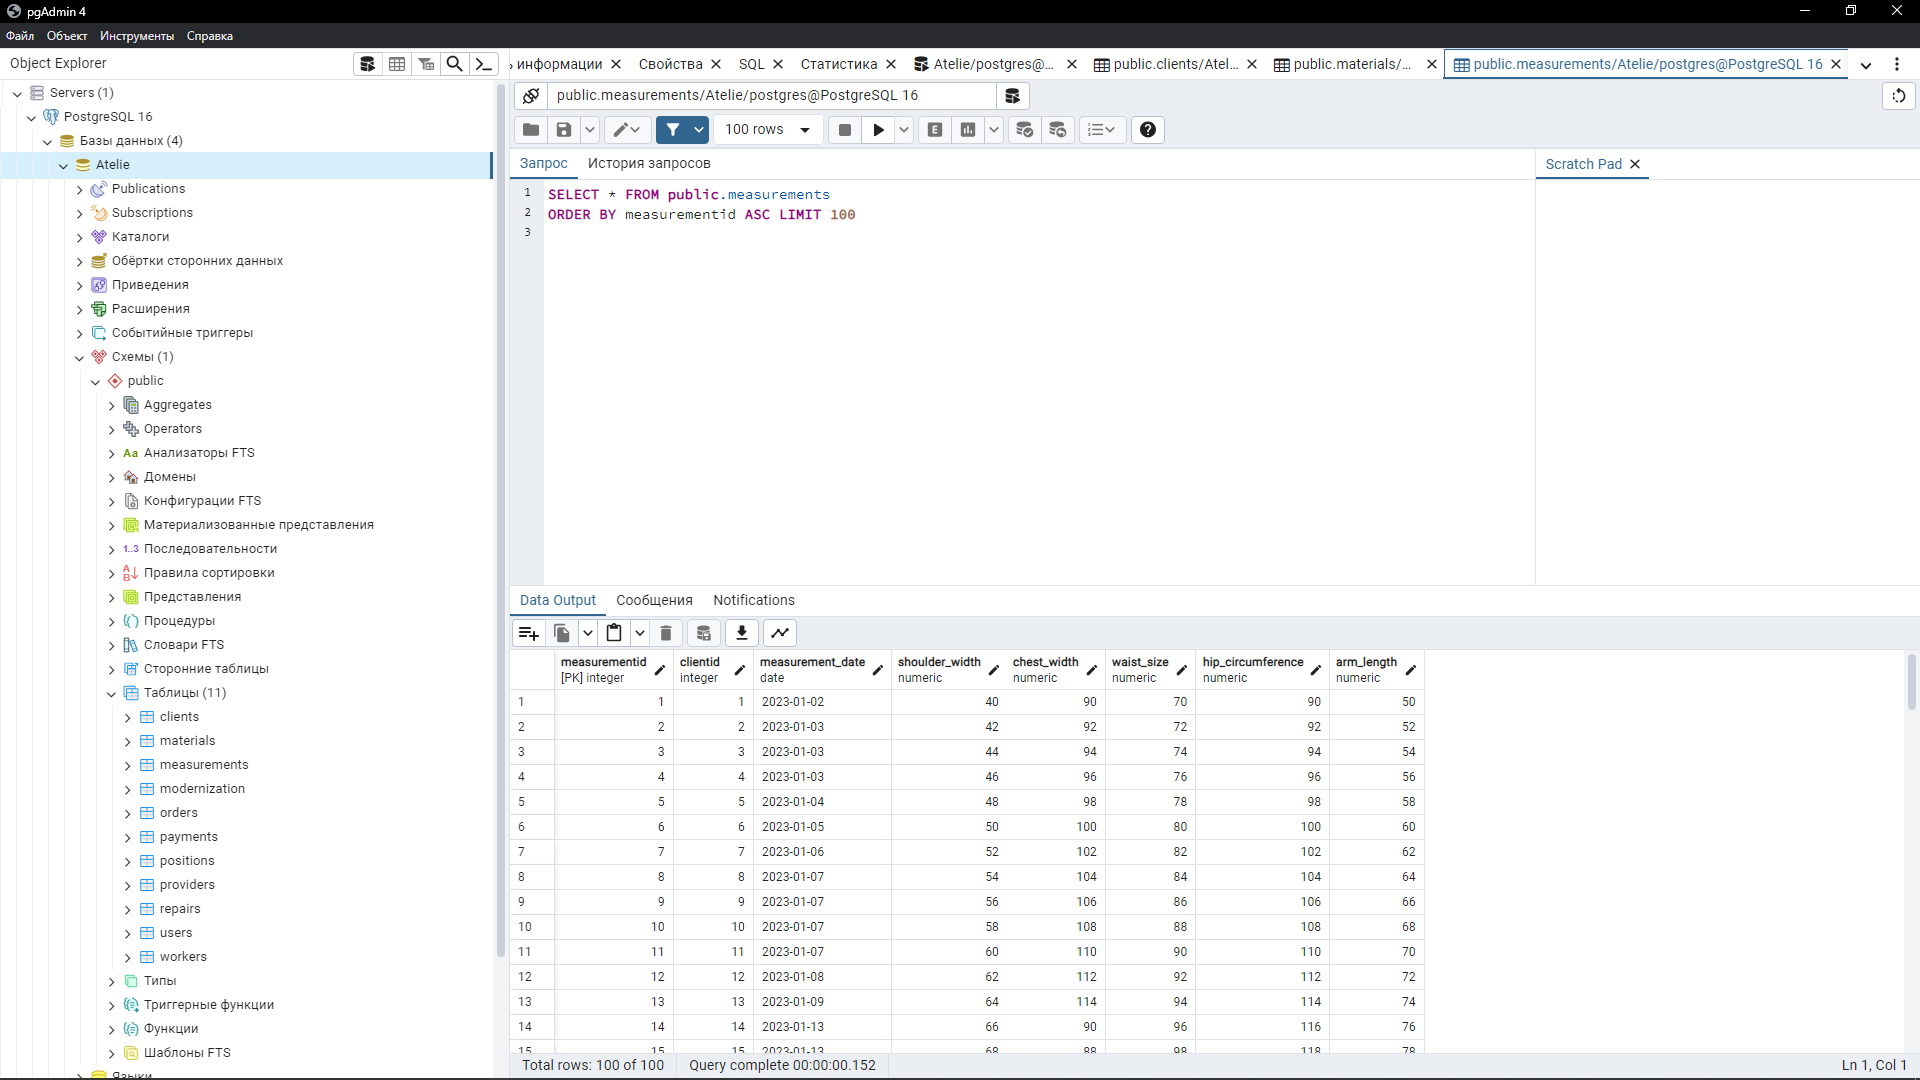 pgAdmin 4
Файл Объект Инструменты Справка
Object Explorer
информации Свойства SQL Статистика Atelie/postgres@... public.clients/Atel... public.materials/... public.measurements/Atelie/postgres@PostgreSQL 16
Servers (1)
PostgreSQL 16
Базы данных (4)
Atelie
Publications
Subscriptions
Каталоги
Обёртки сторонних данных
Приведения
Расширения
Событийные триггеры
Схемы (1)
public
Aggregates
Operators
Aa Анализаторы FTS
Домены
Конфигурации FTS
Материализованные представления
1..3 Последовательности
Правила сортировки
Представления
Процедуры
Словари FTS
Сторонние таблицы
Таблицы (11)
clients
materials
measurements
modernization
orders
payments
positions
providers
repairs
users
workers
Типы
Триггерные функции
Функции
Шаблоны FTS
Языки
public.measurements/Atelie/postgres@PostgreSQL 16
100 rows
Запрос История запросов
Scratch Pad
1 SELECT * FROM public.measurements
2 ORDER BY measurementid ASC LIMIT 100
3
Data Output Сообщения Notifications
measurementid clientid measurement_date shoulder_width chest_width waist_size hip_circumference arm_length
[PK] integer integer date numeric numeric numeric numeric numeric
1 1 1 2023-01-02 40 90 70 90 50
2 2 2 2023-01-03 42 92 72 92 52
3 3 3 2023-01-03 44 94 74 94 54
4 4 4 2023-01-03 46 96 76 96 56
5 5 5 2023-01-04 48 98 78 98 58
6 6 6 2023-01-05 50 100 80 100 60
7 7 7 2023-01-06 52 102 82 102 62
8 8 8 2023-01-07 54 104 84 104 64
9 9 9 2023-01-07 56 106 86 106 66
10 10 10 2023-01-07 58 108 88 108 68
11 11 11 2023-01-07 60 110 90 110 70
12 12 12 2023-01-08 62 112 92 112 72
13 13 13 2023-01-09 64 114 94 114 74
14 14 14 2023-01-13 66 90 96 116 76
15 15 15 2023-01-13 68 88 98 118 78
Total rows: 100 of 100 Query complete 00:00:00.152
Ln 1, Col 1